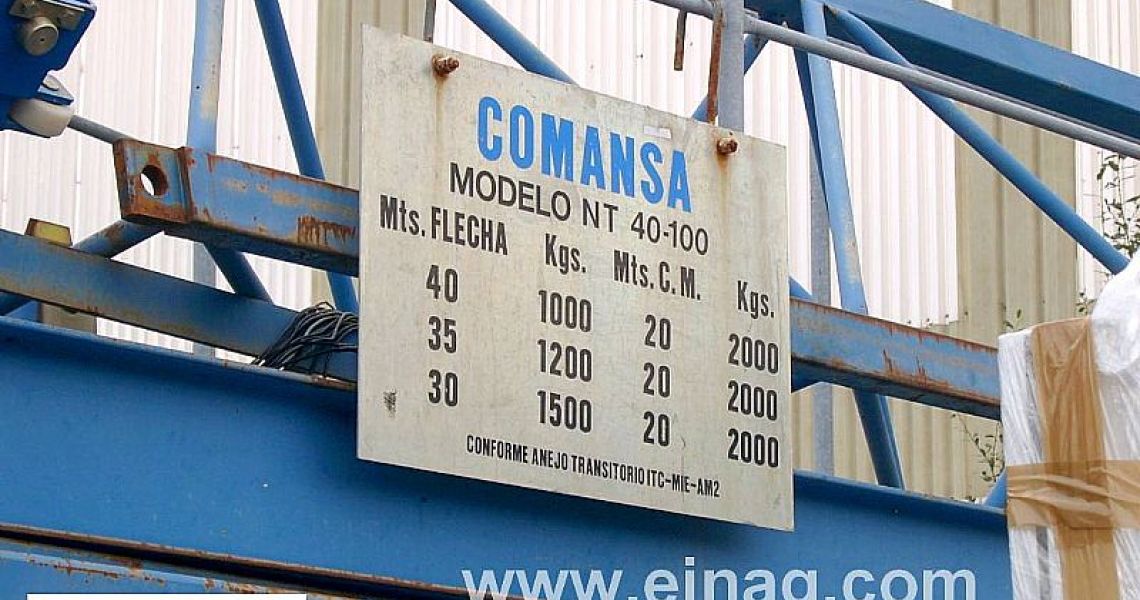 COMANSA
MODELO NT 40-100
Mts. FLECHA Kgs. Mts. C. M. Kgs.
40 1000 20 2000
35 1200 20 2000
30 1500 20 2000
CONFORME ANEJO TRANSITORIO ITC-MIE-AM2
www.ejnag.com